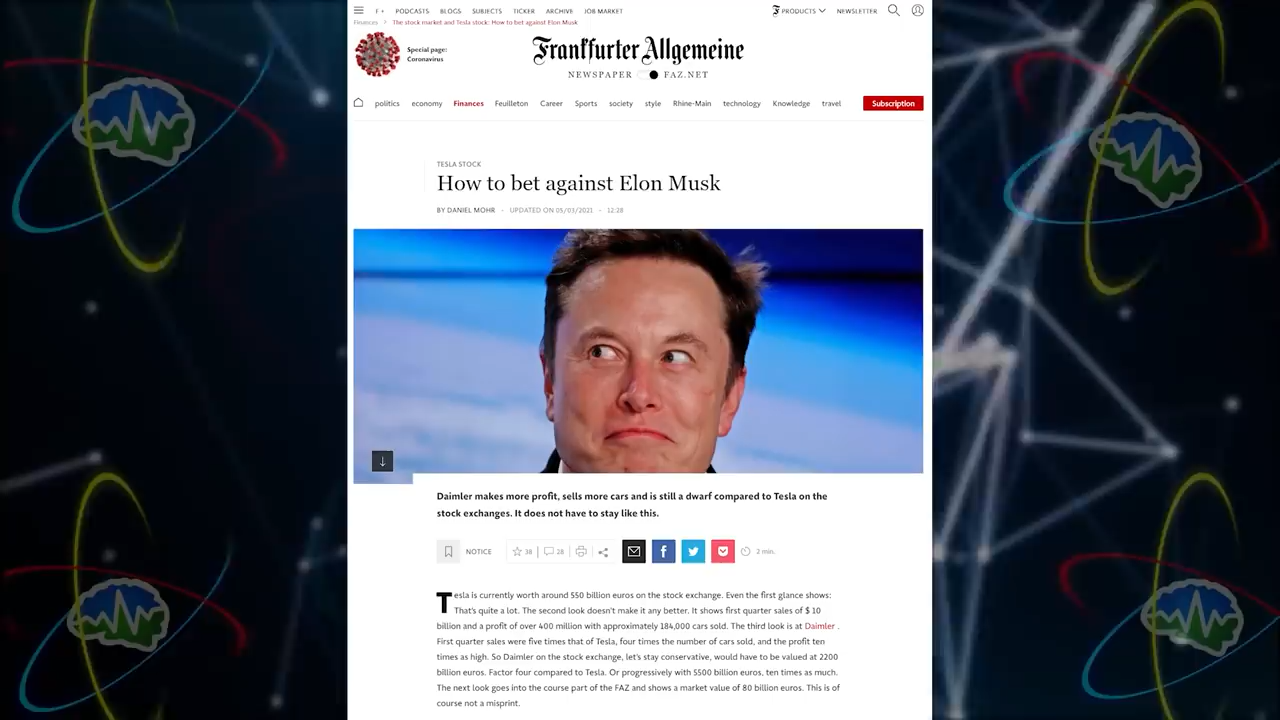 F +
PODCASTS
BLOGS
SUBJECTS
TICKER
ARCHIVE
JOB MARKET
PRODUCTS
NEWSLETTER
Finances > The stock market and Tesla stock: How to bet against Elon Musk
Special page:
Coronavirus
Frankfurter Allgemeine
NEWSPAPER FAZ.NET
politics
economy
Finances
Feuilleton
Career
Sports
society
style
Rhine-Main
technology
Knowledge
travel
Subscription
TESLA STOCK
How to bet against Elon Musk
BY DANIEL MOHR - UPDATED ON 05/03/2021 - 12:28
Daimler makes more profit, sells more cars and is still a dwarf compared to Tesla on the
stock exchanges. It does not have to stay like this.
NOTICE
38
28
f
2 min.
Tesla is currently worth around 550 billion euros on the stock exchange. Even the first glance shows:
That's quite a lot. The second look doesn't make it any better. It shows first quarter sales of $ 10
billion and a profit of over 400 million with approximately 184,000 cars sold. The third look is at Daimler .
First quarter sales were five times that of Tesla, four times the number of cars sold, and the profit ten
times as high. So Daimler on the stock exchange, let's stay conservative, would have to be valued at 2200
billion euros. Factor four compared to Tesla. Or progressively with 5500 billion euros, ten times as much.
The next look goes into the course part of the FAZ and shows a market value of 80 billion euros. This is of
course not a misprint.